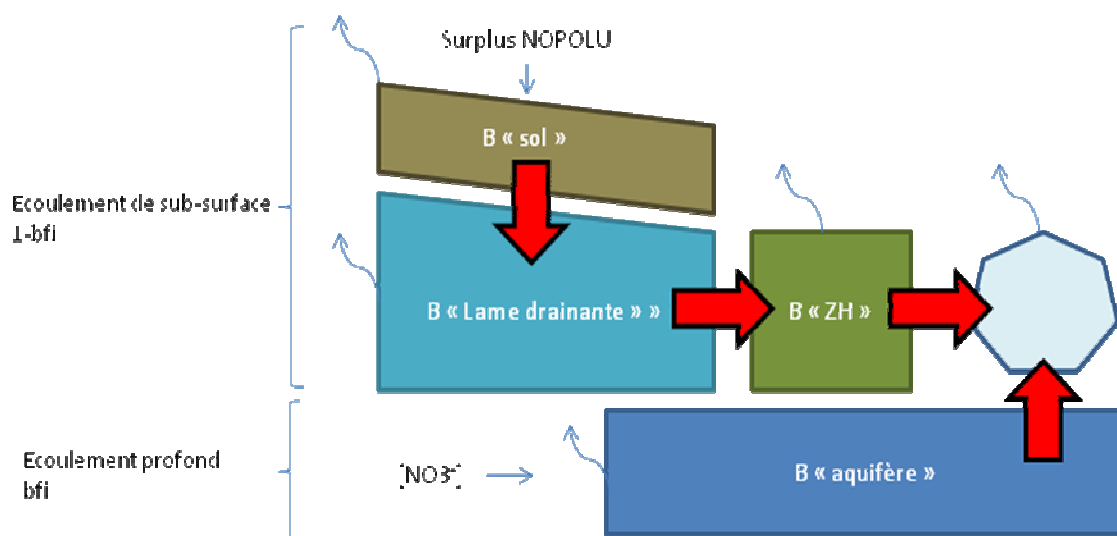 Surplus NOPOLU
B « sol »
Ecoulement de sub-surface
1-bfi
B « Lame drainante » »
B « ZH »
Ecoulement profond
bfi
[NO3-]
B « aquifère »